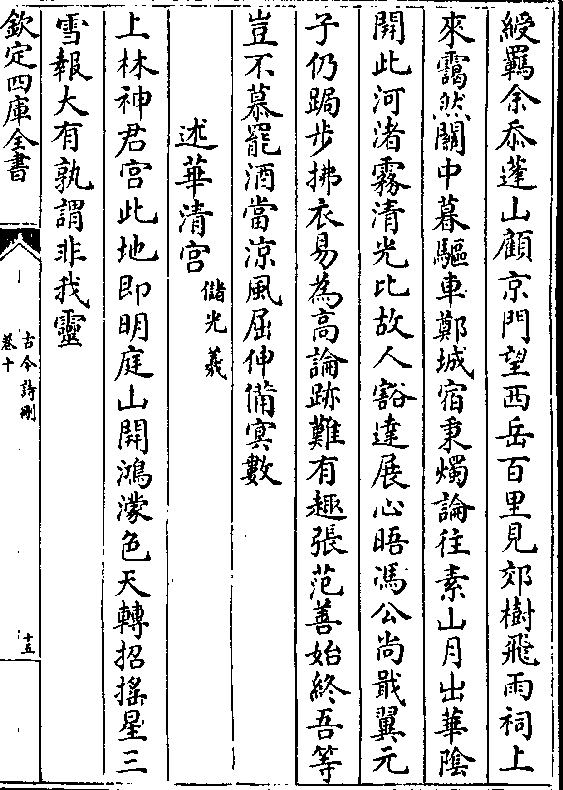 綬羈余忝蓬山顧京門望西岳百里見郊樹飛雨祠上
來靄然關中暮驅車鄭城宿秉燭論往素山月出華陰
開此河渚霧清光比故人豁達展心晤馮公尚戢翼元
子仍跼步拂衣易為高論跡難有趣張范善始終吾等
豈不慕罷酒當涼風屈伸備冥數
述華清宮
儲光羲
上林神君宮此地即明庭山開鴻濛色天轉招搖星三
雪報大有孰謂非我靈
欽定四庫全書
古今詩刪
卷十
十五